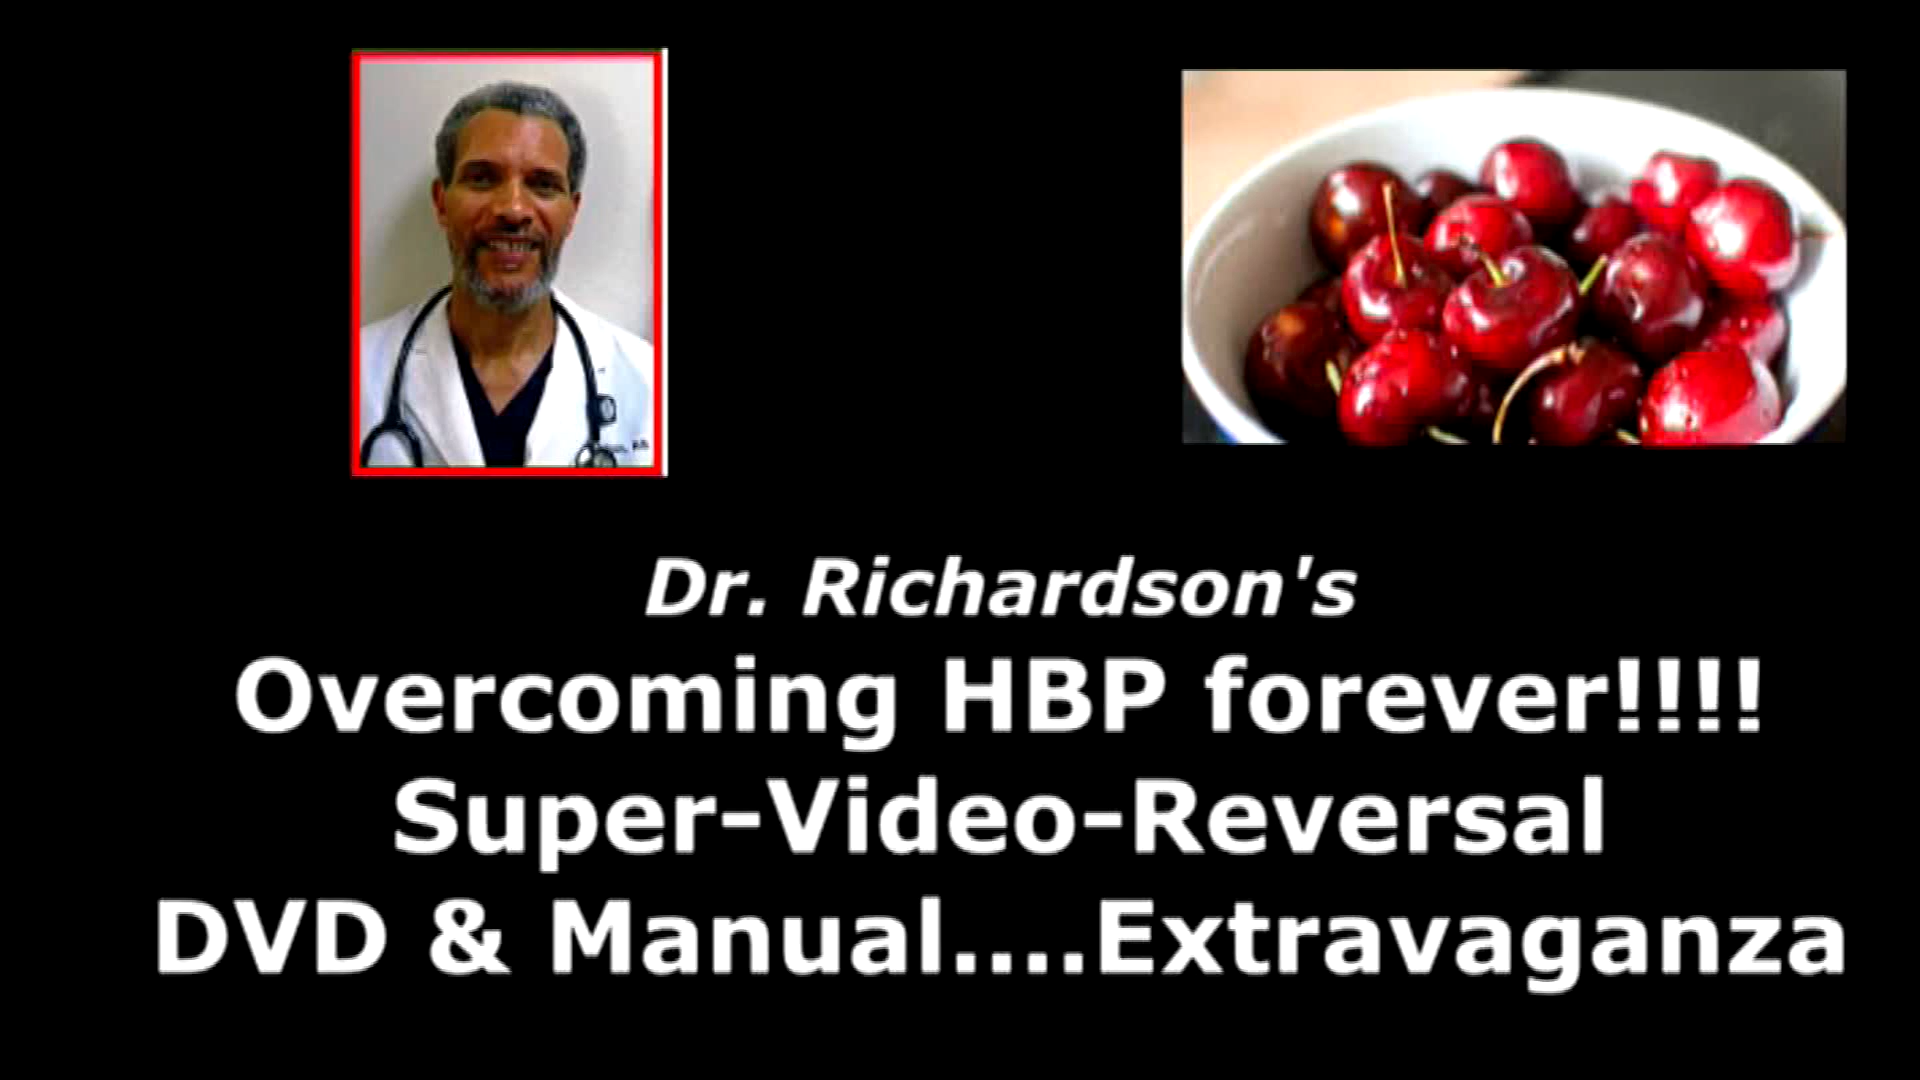 Dr. Richardson's
Overcoming HBP forever!!!!
Super-Video-Reversal
DVD & Manual....Extravaganza